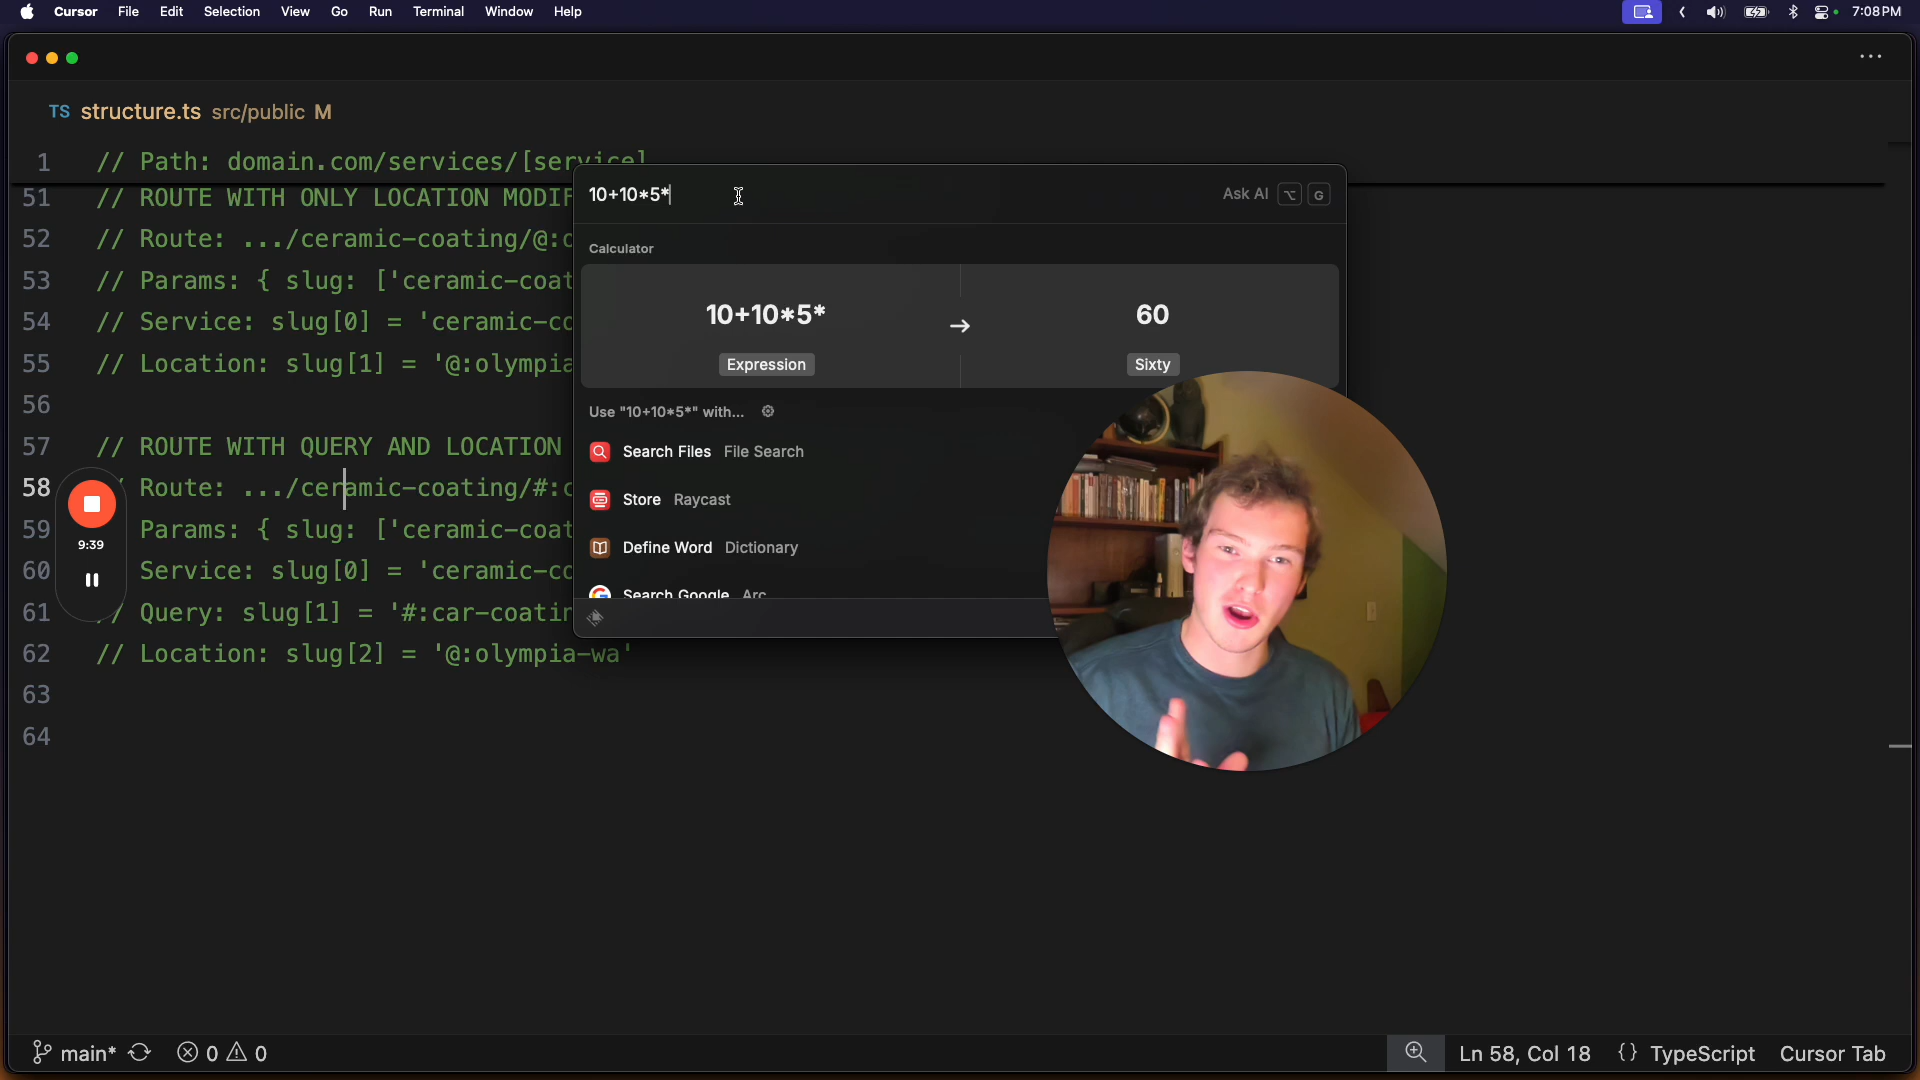 Cursor File Edit Selection View Go Run Terminal Window Help 7:08 PM
TS structure.ts src/public M
1 // Path: domain.com/services/[service]
51 // ROUTE WITH ONLY LOCATION MODIF
52 // Route: .../ceramic-coating/@:o
53 // Params: { slug: ['ceramic-coat
54 // Service: slug[0] = 'ceramic-co
55 // Location: slug[1] = '@:olympia
56
57 // ROUTE WITH QUERY AND LOCATION
58 / Route: .../ceramic-coating/#:c
59 Params: { slug: ['ceramic-coat
60 Service: slug[0] = 'ceramic-co
61 // Query: slug[1] = '#:car-coatin
62 // Location: slug[2] = '@:olympia-wa'
63
64
9:39
10+10*5*
Ask AI ⌥ G
Calculator
10+10*5* → 60
Expression Sixty
Use "10+10*5*" with...
Search Files File Search
Store Raycast
Define Word Dictionary
Search Google Arc
main* 0 0 Ln 58, Col 18 {} TypeScript Cursor Tab